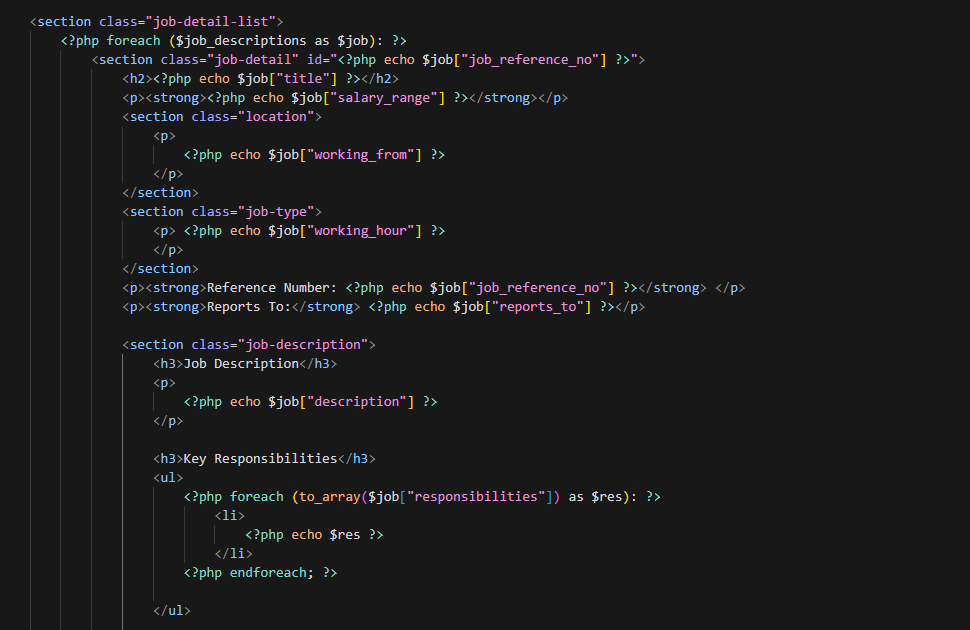 <section class="job-detail-list">
<?php foreach ($job_descriptions as $job): ?>
<section class="job-detail" id="<?php echo $job["job_reference_no"] ?>">
<h2><?php echo $job["title"] ?></h2>
<p><strong><?php echo $job["salary_range"] ?></strong></p>
<section class="location">
<p>
<?php echo $job["working_from"] ?>
</p>
</section>
<section class="job-type">
<p> <?php echo $job["working_hour"] ?>
</p>
</section>
<p><strong>Reference Number: <?php echo $job["job_reference_no"] ?></strong> </p>
<p><strong>Reports To:</strong> <?php echo $job["reports_to"] ?></p>
<section class="job-description">
<h3>Job Description</h3>
<p>
<?php echo $job["description"] ?>
</p>
<h3>Key Responsibilities</h3>
<ul>
<?php foreach (to_array($job["responsibilities"]) as $res): ?>
<li>
<?php echo $res ?>
</li>
<?php endforeach; ?>
</ul>